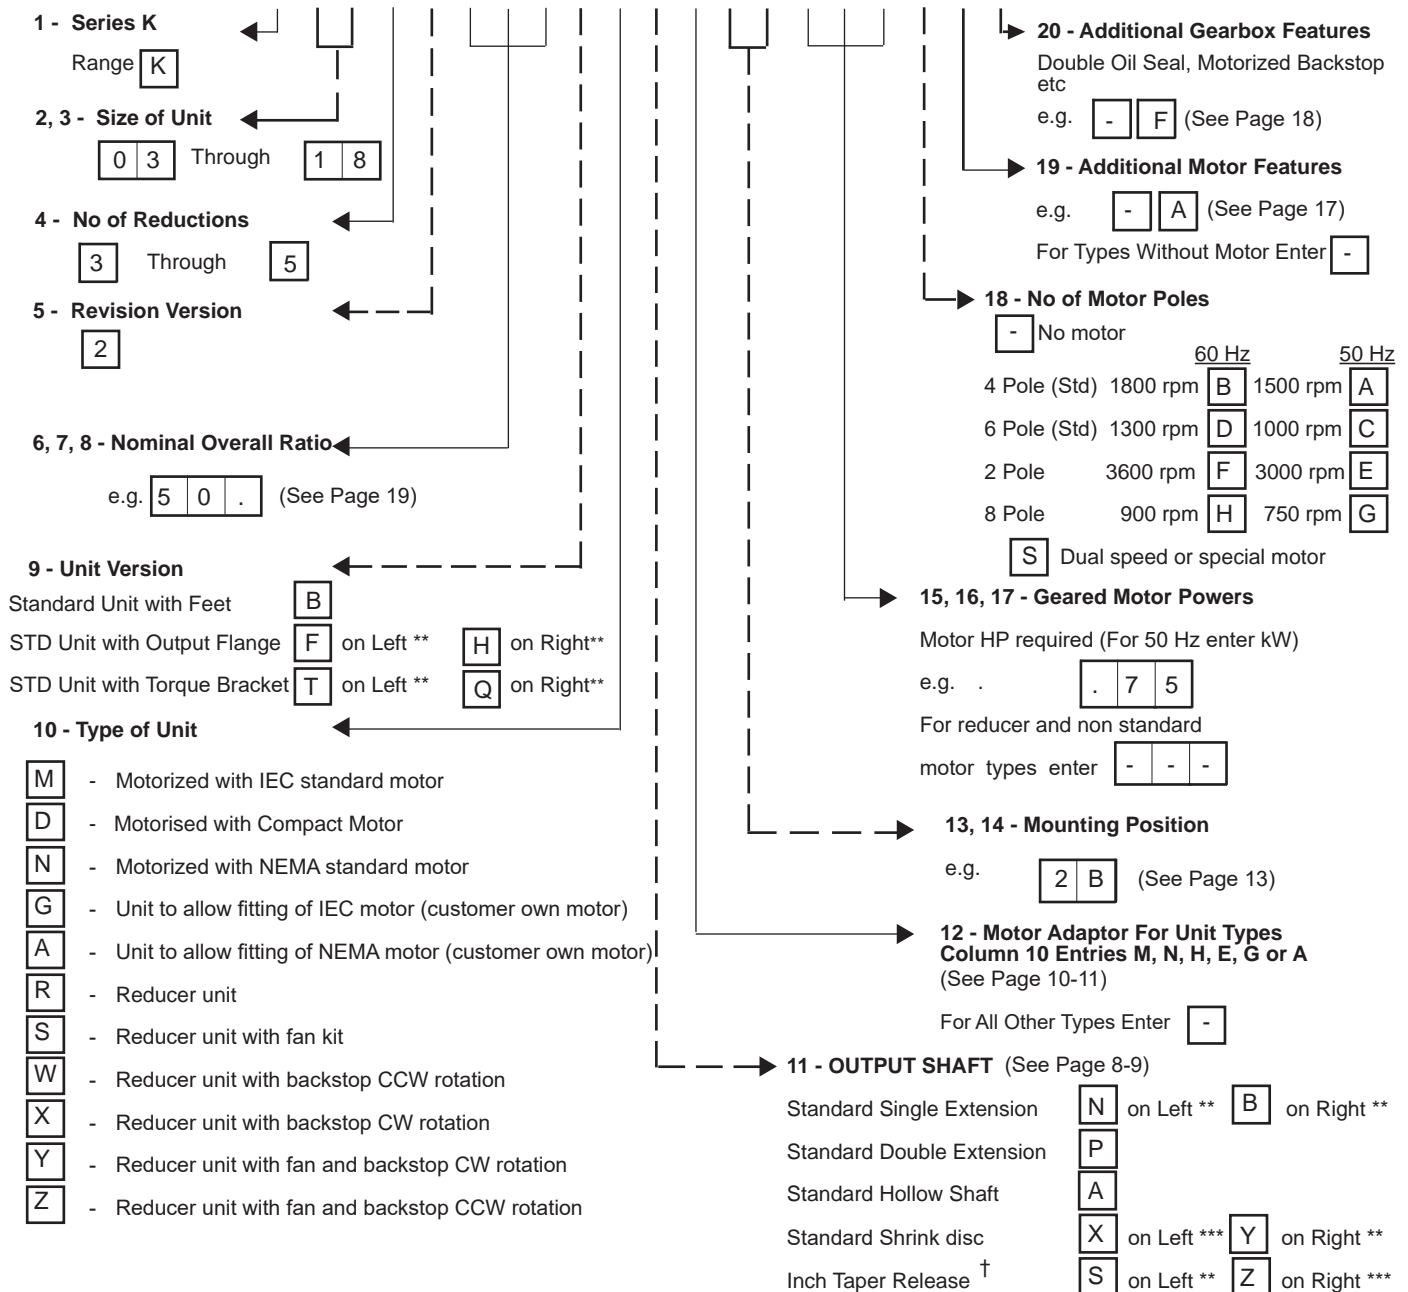 1 - Series K
Range K
2, 3 - Size of Unit
0 3 Through 1 8
4 - No of Reductions
3 Through 5
5 - Revision Version
2
6, 7, 8 - Nominal Overall Ratio
e.g. 5 0 . (See Page 19)
9 - Unit Version
Standard Unit with Feet B
STD Unit with Output Flange F on Left ** H on Right**
STD Unit with Torque Bracket T on Left ** Q on Right**
10 - Type of Unit
M - Motorized with IEC standard motor
D - Motorised with Compact Motor
N - Motorized with NEMA standard motor
G - Unit to allow fitting of IEC motor (customer own motor)
A - Unit to allow fitting of NEMA motor (customer own motor)
R - Reducer unit
S - Reducer unit with fan kit
W - Reducer unit with backstop CCW rotation
X - Reducer unit with backstop CW rotation
Y - Reducer unit with fan and backstop CW rotation
Z - Reducer unit with fan and backstop CCW rotation
20 - Additional Gearbox Features
Double Oil Seal, Motorized Backstop
etc
e.g. - F (See Page 18)
19 - Additional Motor Features
e.g. - A (See Page 17)
For Types Without Motor Enter -
18 - No of Motor Poles
- No motor
60 Hz 50 Hz
4 Pole (Std) 1800 rpm B 1500 rpm A
6 Pole (Std) 1300 rpm D 1000 rpm C
2 Pole 3600 rpm F 3000 rpm E
8 Pole 900 rpm H 750 rpm G
S Dual speed or special motor
15, 16, 17 - Geared Motor Powers
Motor HP required (For 50 Hz enter kW)
e.g. . . 7 5
For reducer and non standard
motor types enter - - -
13, 14 - Mounting Position
e.g. 2 B (See Page 13)
12 - Motor Adaptor For Unit Types
Column 10 Entries M, N, H, E, G or A
(See Page 10-11)
For All Other Types Enter -
11 - OUTPUT SHAFT (See Page 8-9)
Standard Single Extension N on Left ** B on Right **
Standard Double Extension P
Standard Hollow Shaft A
Standard Shrink disc X on Left *** Y on Right **
Inch Taper Release † S on Left ** Z on Right ***